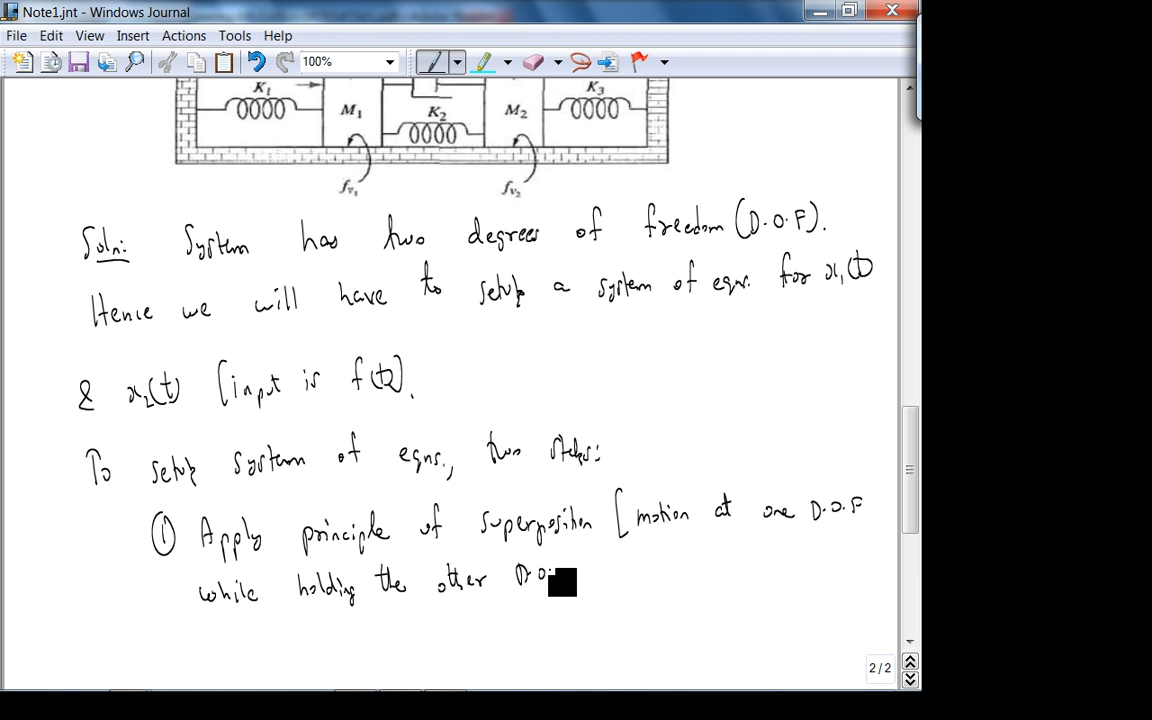 Note1.jnt - Windows Journal
File Edit View Insert Actions Tools Help
100%
K1 K3
M1 K2 M2
fv1 fv2
Soln: System has two degrees of freedom (D.O.F).
Hence we will have to setup a system of eqns. for x1(t)
& x2(t) [input is f(t)].
To setup system of eqns., two steps:
① Apply principle of superposition [motion at one D.O.F
while holding the other D.O.
2 / 2